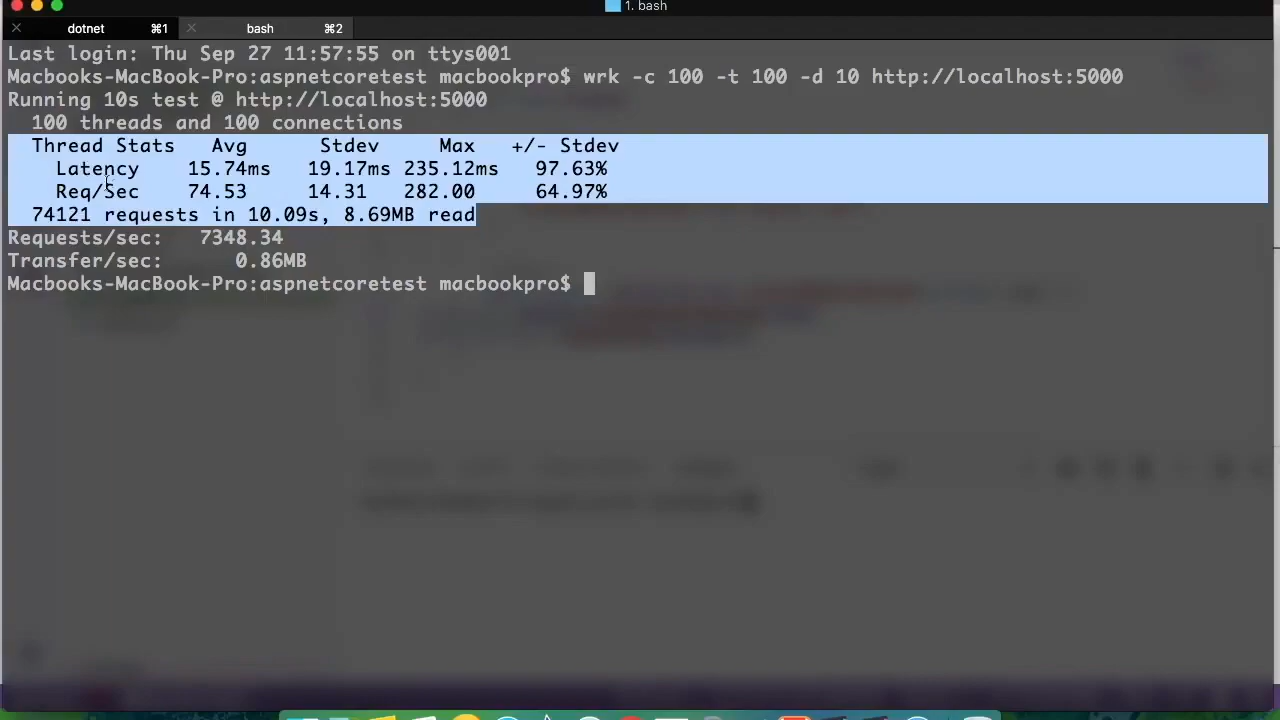 1. bash
dotnet ⌘1 bash ⌘2
Last login: Thu Sep 27 11:57:55 on ttys001
Macbooks-MacBook-Pro:aspnetcoretest macbookpro$ wrk -c 100 -t 100 -d 10 http://localhost:5000
Running 10s test @ http://localhost:5000
100 threads and 100 connections
Thread Stats Avg Stdev Max +/- Stdev
Latency 15.74ms 19.17ms 235.12ms 97.63%
Req/Sec 74.53 14.31 282.00 64.97%
74121 requests in 10.09s, 8.69MB read
Requests/sec: 7348.34
Transfer/sec: 0.86MB
Macbooks-MacBook-Pro:aspnetcoretest macbookpro$